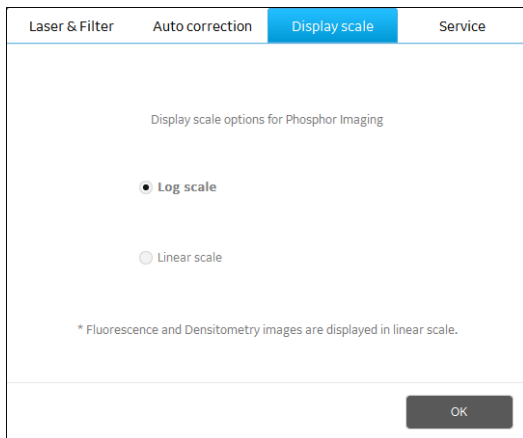 Laser & Filter Auto correction Display scale Service
Display scale options for Phosphor Imaging
Log scale
Linear scale
* Fluorescence and Densitometry images are displayed in linear scale.
OK